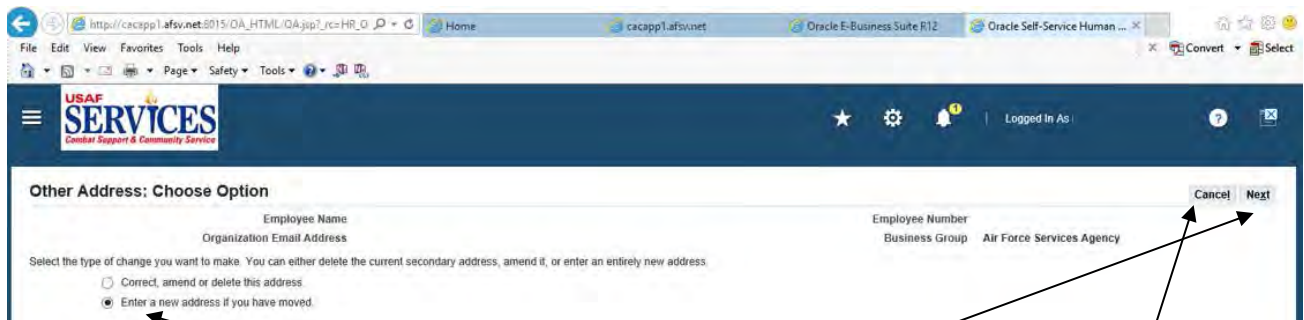 http://cacapp1.afsv.net:8015/OA_HTML/OA.jsp?_rc=HR_O
Home
cacapp1.afsv.net
Oracle E-Business Suite R12
Oracle Self-Service Human ...
File Edit View Favorites Tools Help
Convert Select
Page Safety Tools
USAF
SERVICES
Combat Support & Community Service
1
Logged In As
Other Address: Choose Option
Cancel Next
Employee Name Employee Number
Organization Email Address Business Group Air Force Services Agency
Select the type of change you want to make. You can either delete the current secondary address, amend it, or enter an entirely new address.
Correct, amend or delete this address.
Enter a new address if you have moved.